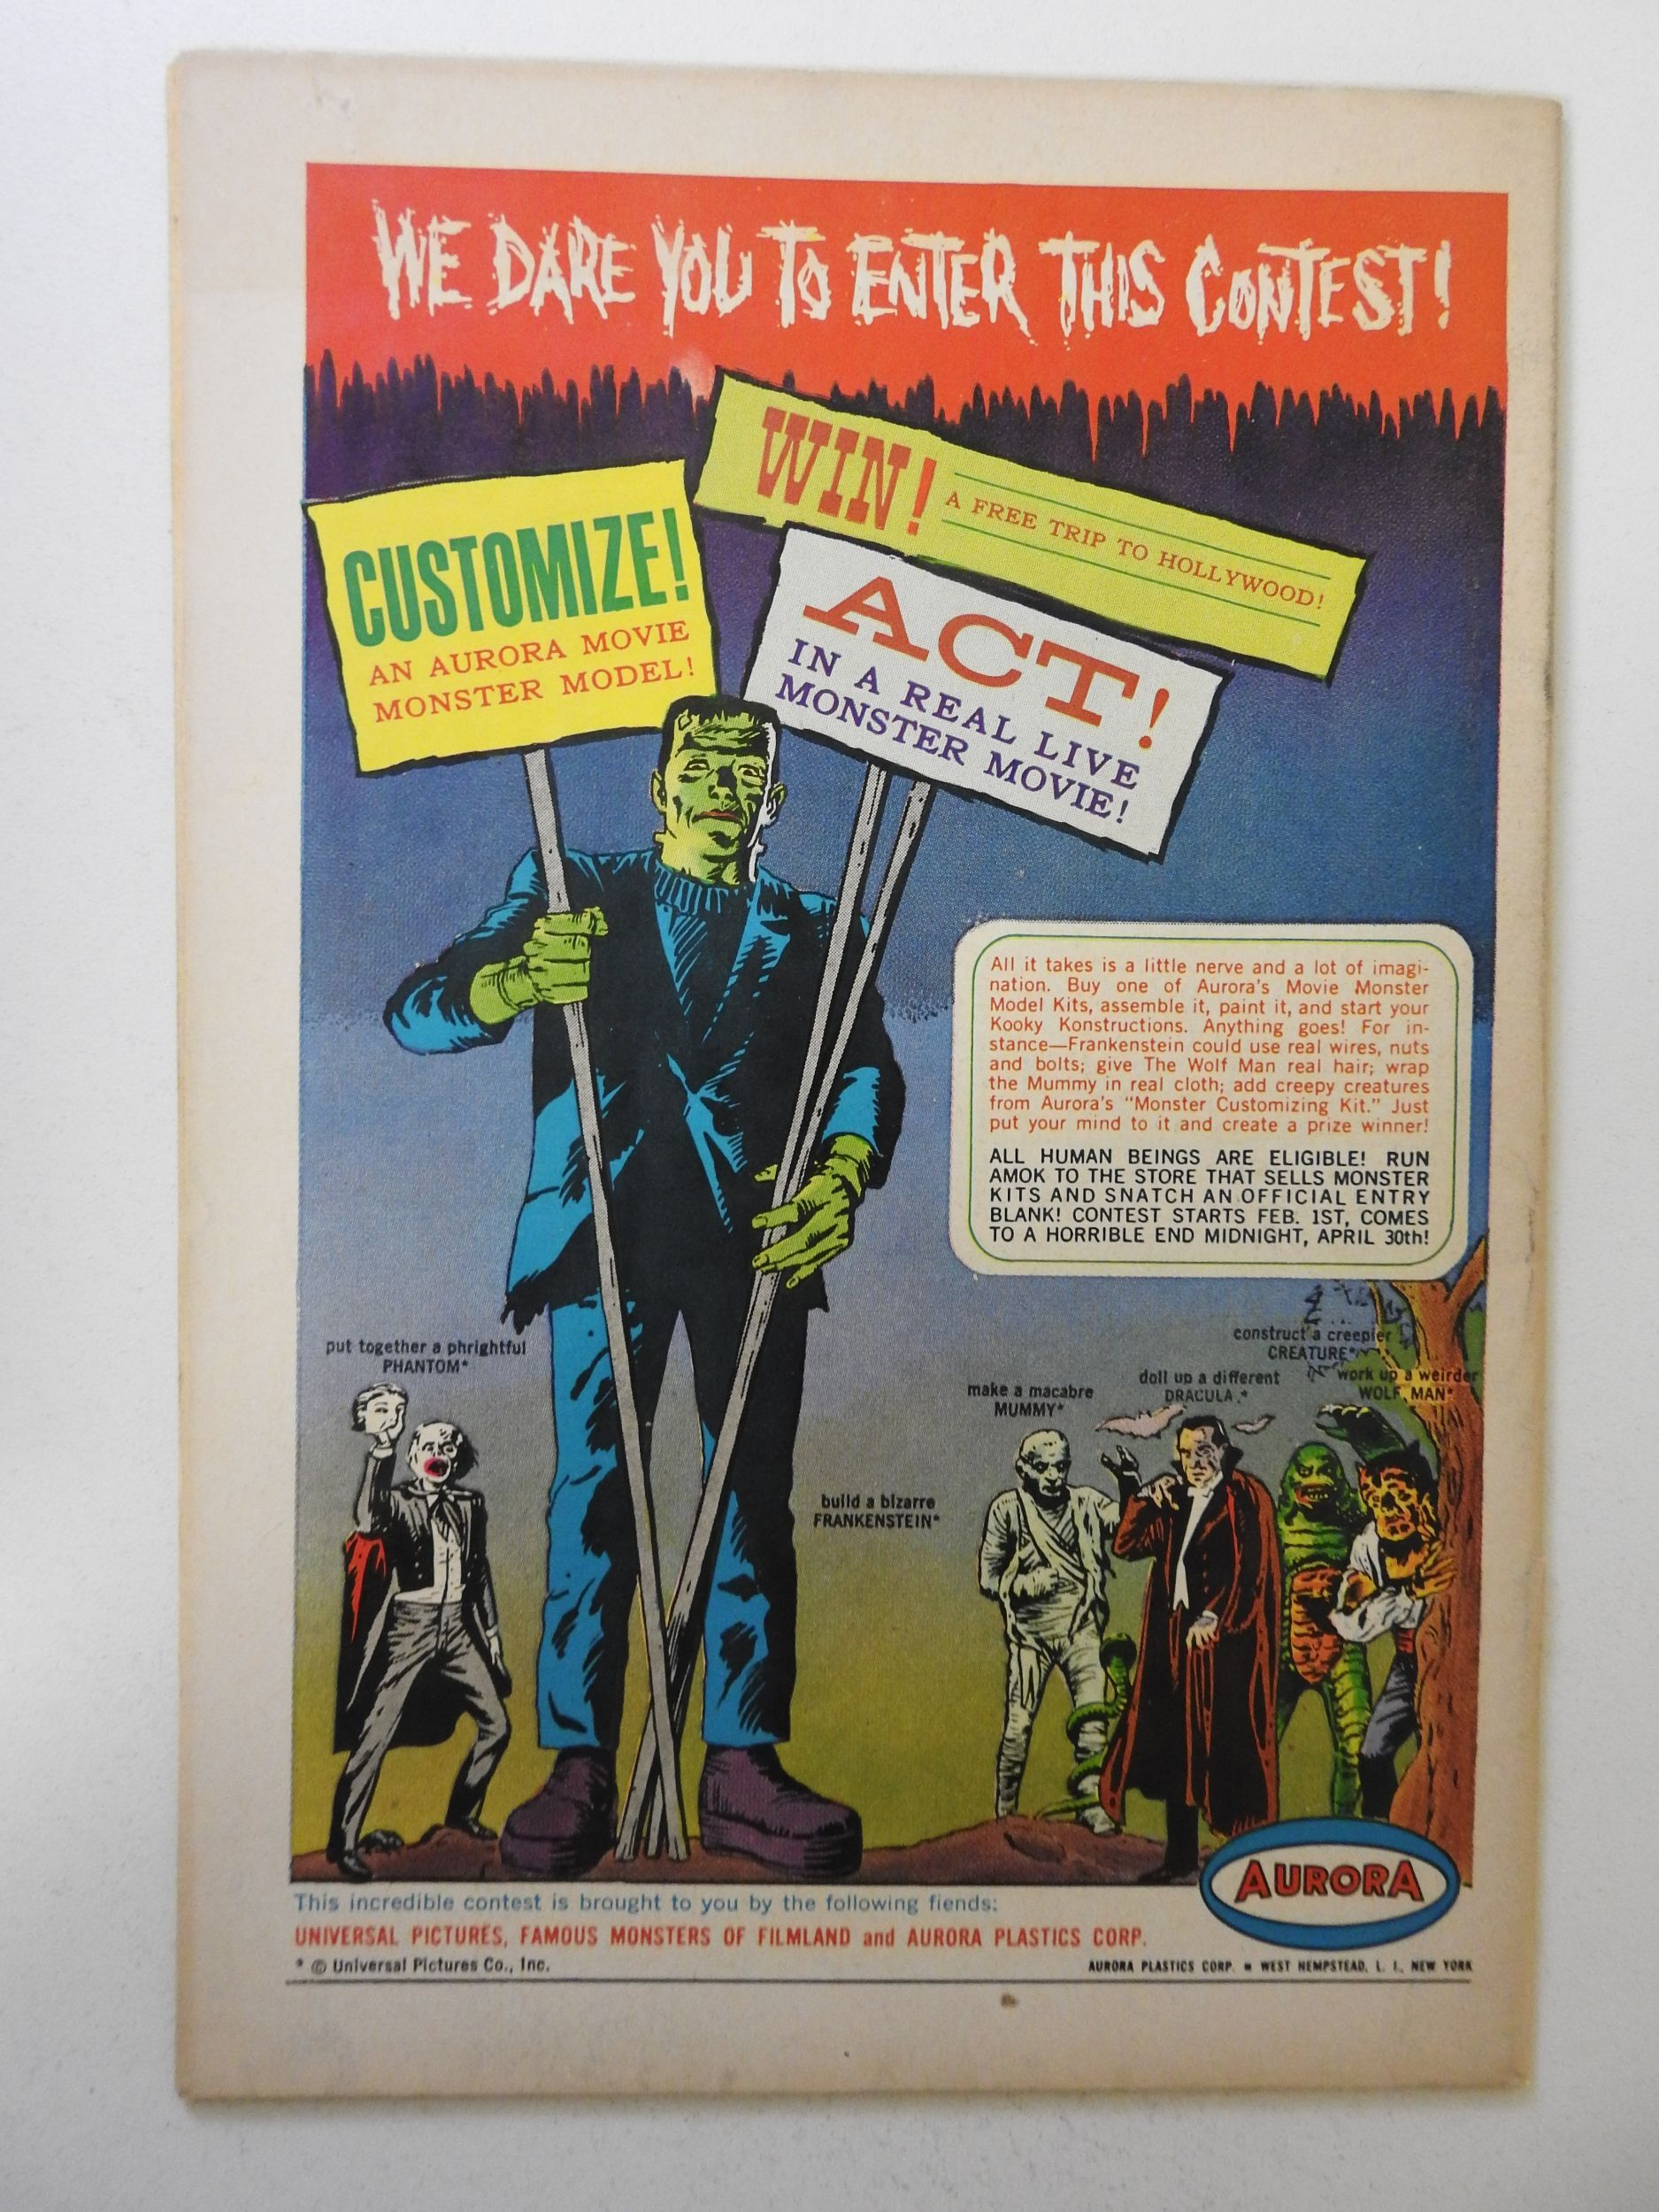 WE DARE YOU TO ENTER THIS CONTEST!
WIN! A FREE TRIP TO HOLLYWOOD!
CUSTOMIZE!
AN AURORA MOVIE
MONSTER MODEL!
ACT!
IN A REAL LIVE
MONSTER MOVIE!
All it takes is a little nerve and a lot of imagi-
nation. Buy one of Aurora's Movie Monster
Model Kits, assemble it, paint it, and start your
Kooky Konstructions. Anything goes! For in-
stance—Frankenstein could use real wires, nuts
and bolts; give The Wolf Man real hair; wrap
the Mummy in real cloth; add creepy creatures
from Aurora's "Monster Customizing Kit." Just
put your mind to it and create a prize winner!
ALL HUMAN BEINGS ARE ELIGIBLE! RUN
AMOK TO THE STORE THAT SELLS MONSTER
KITS AND SNATCH AN OFFICIAL ENTRY
BLANK! CONTEST STARTS FEB. 1ST, COMES
TO A HORRIBLE END MIDNIGHT, APRIL 30th!
put together a phrightful
PHANTOM*
build a bizarre
FRANKENSTEIN*
make a macabre
MUMMY*
doll up a different
DRACULA*
construct a creepier
CREATURE*
work up a weirder
WOLF MAN*
AURORA
This incredible contest is brought to you by the following fiends:
UNIVERSAL PICTURES, FAMOUS MONSTERS OF FILMLAND and AURORA PLASTICS CORP.
* © Universal Pictures Co., Inc.
AURORA PLASTICS CORP. • WEST HEMPSTEAD, L. I., NEW YORK